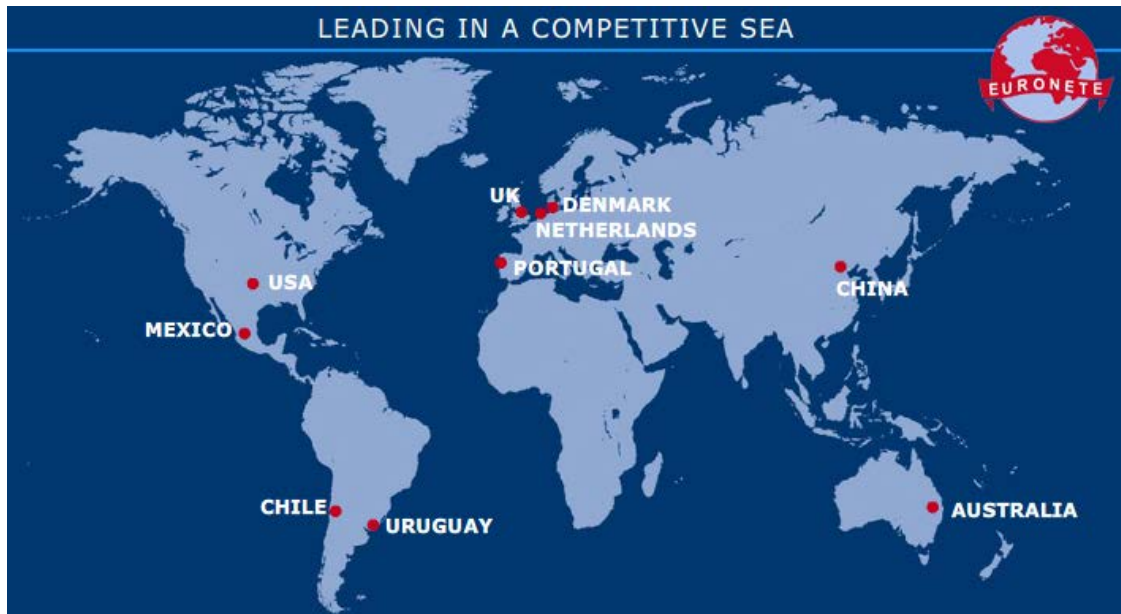 LEADING IN A COMPETITIVE SEA
EURONETE
UK
DENMARK
NETHERLANDS
PORTUGAL
USA
CHINA
MEXICO
CHILE
URUGUAY
AUSTRALIA